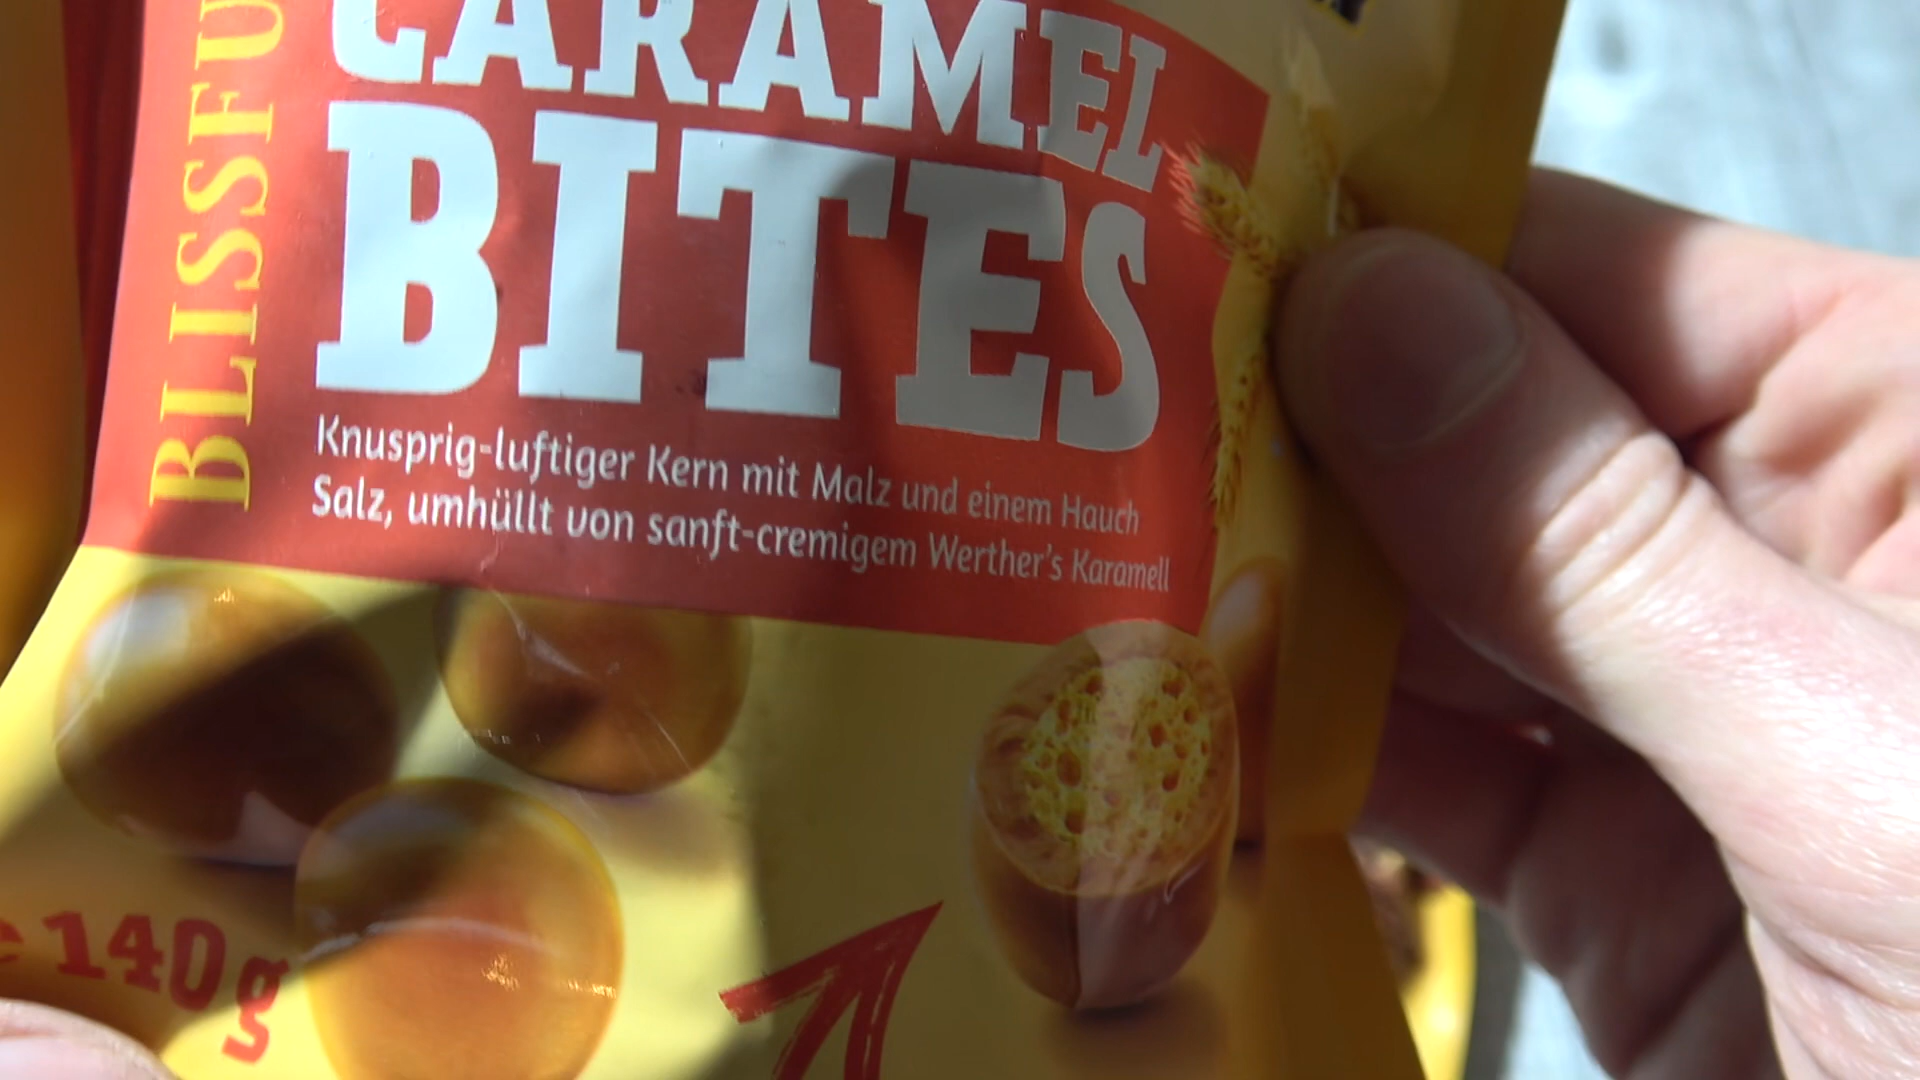 BLISSFU
CARAMEL
BITES
Knusprig-luftiger Kern mit Malz und einem Hauch
Salz, umhüllt von sanft-cremigem Werther's Karamell
140g